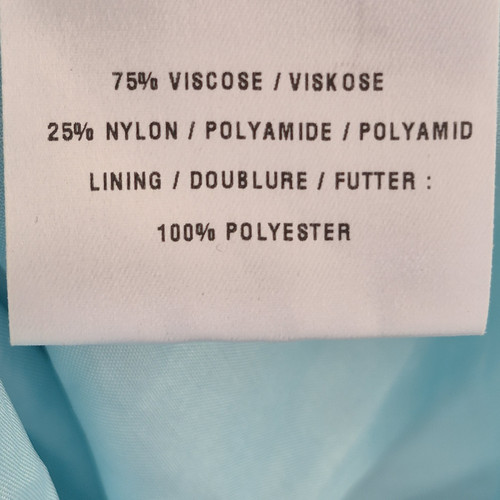 75% VISCOSE / VISKOSE
25% NYLON / POLYAMIDE / POLYAMID
LINING / DOUBLURE / FUTTER :
100% POLYESTER